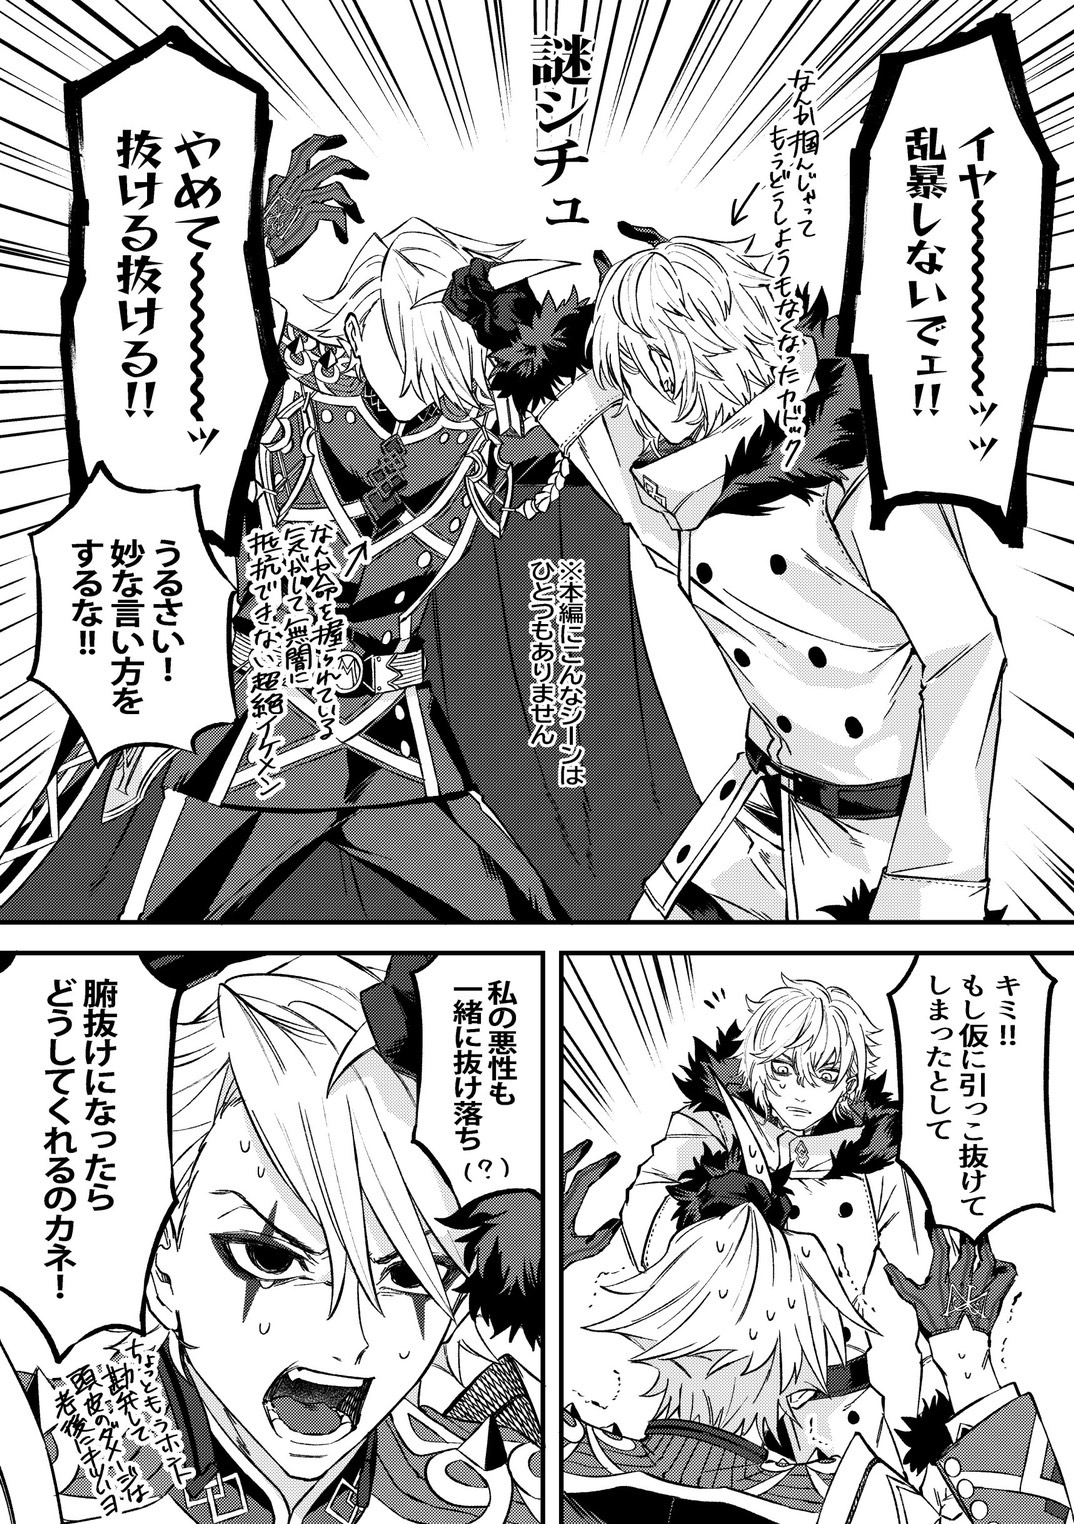 イヤ～～～ッッ
乱暴しないでェ!!
なんか掴んじゃって
もうどうしようもなくなったカドック
謎シチュ
やめて～～～～ッ
抜ける抜ける!!
うるさい!
妙な言い方を
するな!!
※本編にこんなシーンは
ひとつもありません
なんか命を握られている
気がして無闇に
抵抗できない超絶イケメン
キミ!!
もし仮に引っこ抜けて
しまったとして
私の悪性も
一緒に抜け落ち(?)
腑抜けになったら
どうしてくれるのカネ!
ちょっともうホント
勘弁して
頭皮のダメージは
老後にキツいヨ